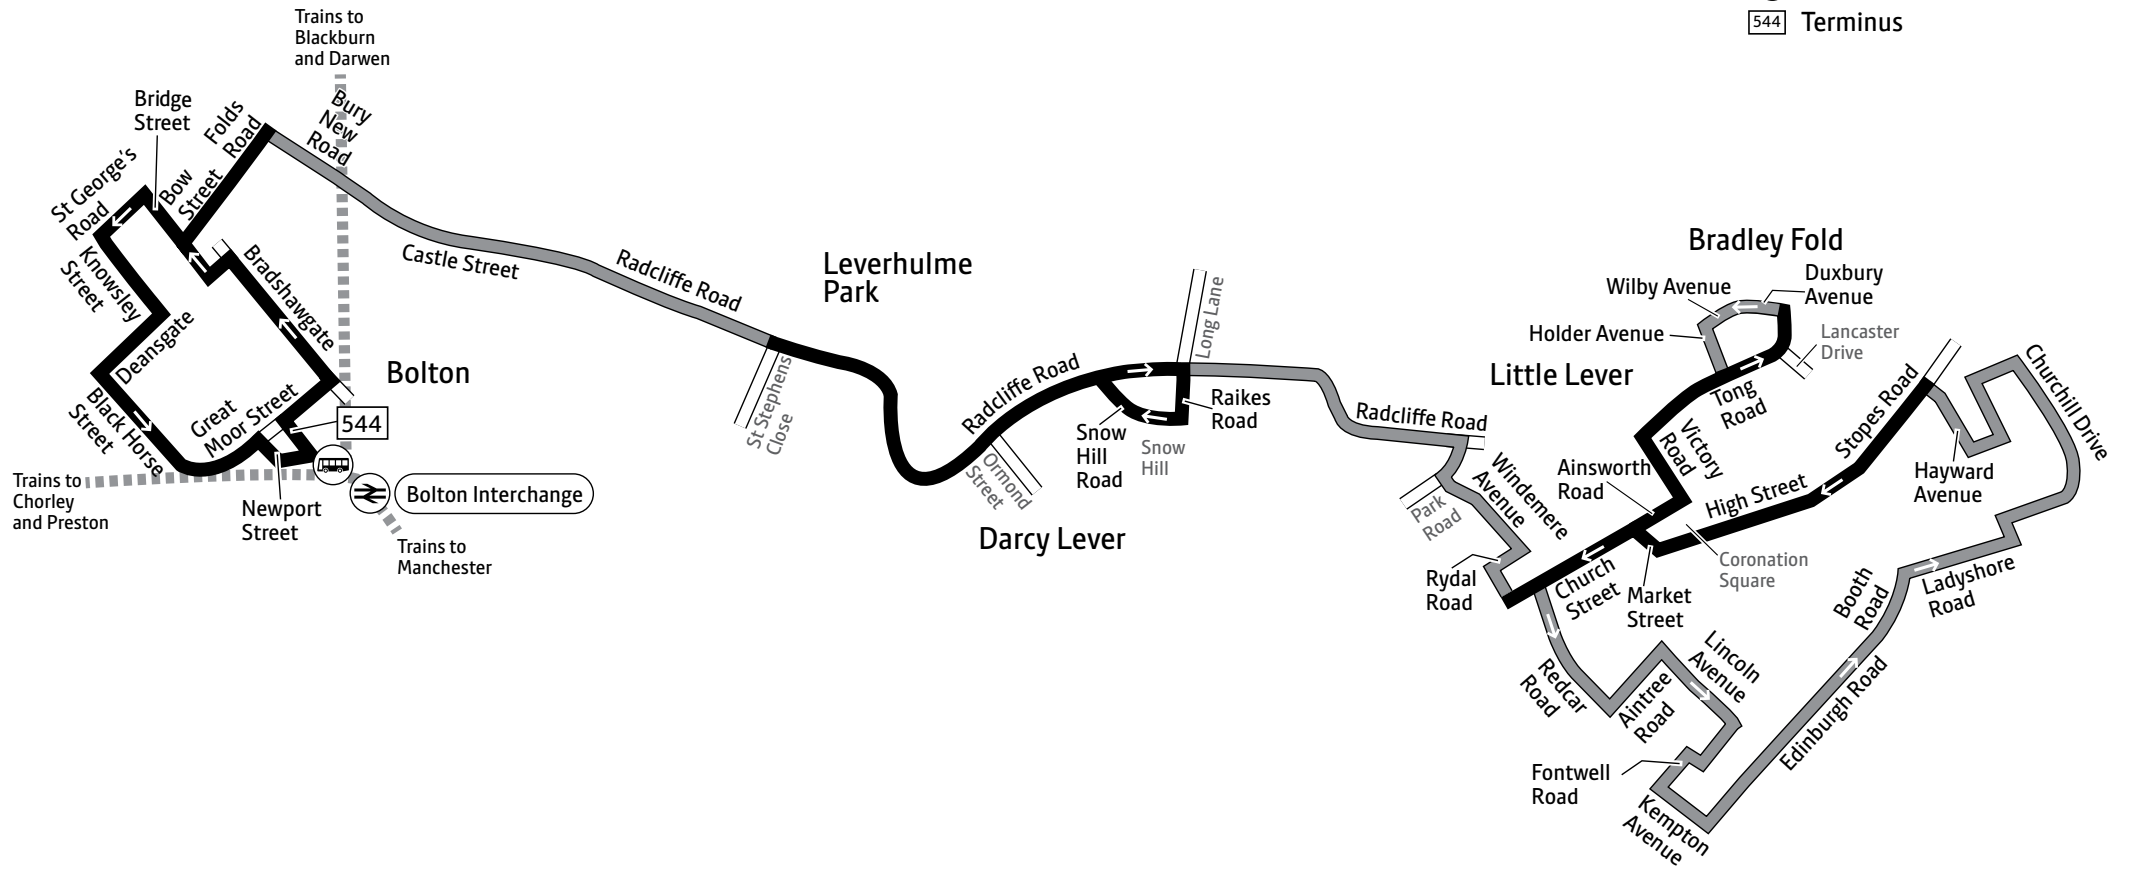 544 Terminus
Trains to
Blackburn
and Darwen
Bridge
Street
Folds
Road
Bury
New
Road
St George's
Road
Bow
Street
Knowsley
Street
Bradshawgate
Castle Street
Radcliffe Road
Leverhulme
Park
Deansgate
Bolton
Black Horse
Street
Great
Moor Street
544
St Stephens
Close
Trains to
Chorley
and Preston
Newport
Street
Bolton Interchange
Trains to
Manchester
Radcliffe Road
Ormond
Street
Darcy Lever
Snow
Hill
Road
Snow
Hill
Raikes
Road
Long Lane
Radcliffe Road
Park
Road
Windemere
Avenue
Rydal
Road
Little Lever
Bradley Fold
Wilby Avenue
Duxbury
Avenue
Holder Avenue
Lancaster
Drive
Tong
Road
Victory
Road
Ainsworth
Road
High Street
Stopes Road
Church
Street
Market
Street
Coronation
Square
Hayward
Avenue
Churchill Drive
Ladyshore
Road
Booth
Road
Edinburgh Road
Redcar
Road
Aintree
Road
Lincoln
Avenue
Fontwell
Road
Kempton
Avenue